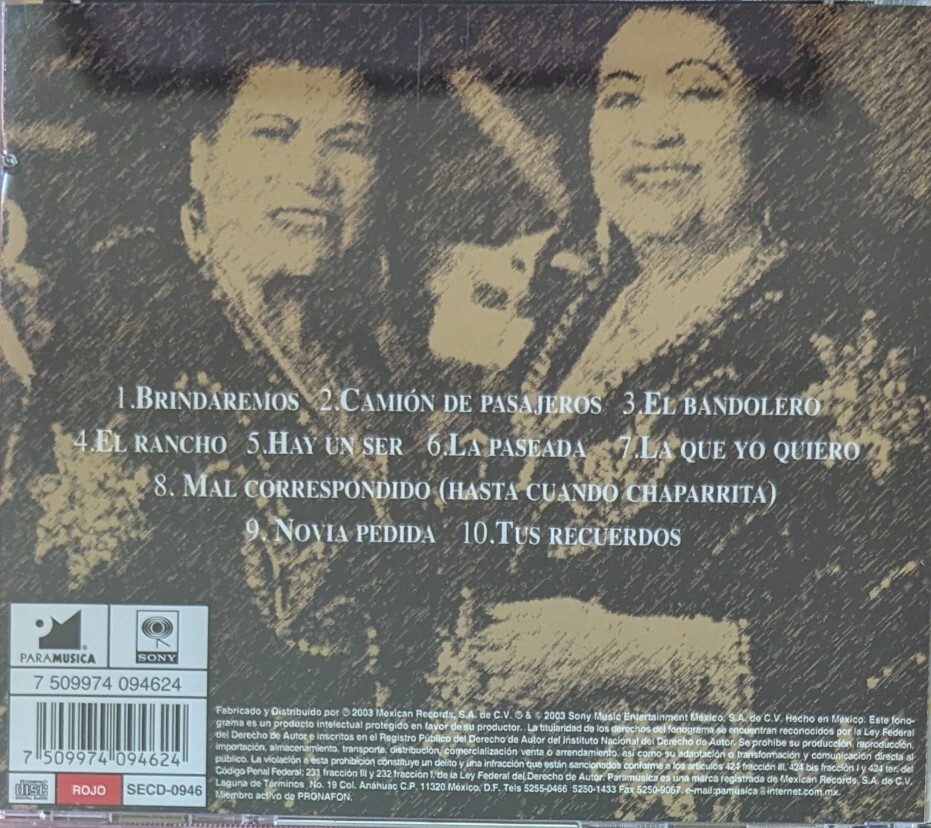 1.BRINDAREMOS 2.CAMIÓN DE PASAJEROS 3.EL BANDOLERO
4.EL RANCHO 5.HAY UN SER 6.LA PASEADA 7.LA QUE YO QUIERO
8. MAL CORRESPONDIDO (HASTA CUANDO CHAPARRITA)
9. NOVIA PEDIDA 10.TUS RECUERDOS
PARAMUSICA
SONY
7 509974 094624
7 509974 094624
COMPACT disc DIGITAL AUDIO
ROJO
SECD-0946
Fabricado y Distribuido por ℗ 2003 Mexican Records, S.A. de C.V. ℗ & © 2003 Sony Music Entertainment México, S.A. de C.V. Hecho en México. Este fono-
grama es un producto intelectual protegido en favor de su productor. La titularidad de los derechos del fonograma se encuentran reconocidos por la Ley Federal
del Derecho de Autor e inscritos en el Registro Público del Derecho de Autor del Instituto Nacional del Derecho de Autor. Se prohibe su producción, reproducción,
importación, almacenamiento, transporte, distribución, comercialización venta o arrendamiento, así como su adaptación o transformación y comunicación directa al
público. La violación a esta prohibición constituye un delito y una infracción que están sancionados conforme a los artículos 424 fracción III, 424 bis fracción I y 424 ter, del
Código Penal Federal; 231 fracción III y 232 fracción I, de la Ley Federal del Derecho de Autor. Paramusica es una marca registrada de Mexican Records, S.A. de C.V.
Laguna de Términos No. 19 Col. Anahuac C.P. 11320 México, D.F. Tels 5255-0466 5250-1433 Fax 5250-9057. e-mail:pamusica@internet.com.mx.
Miembro activo de PRONAFON.